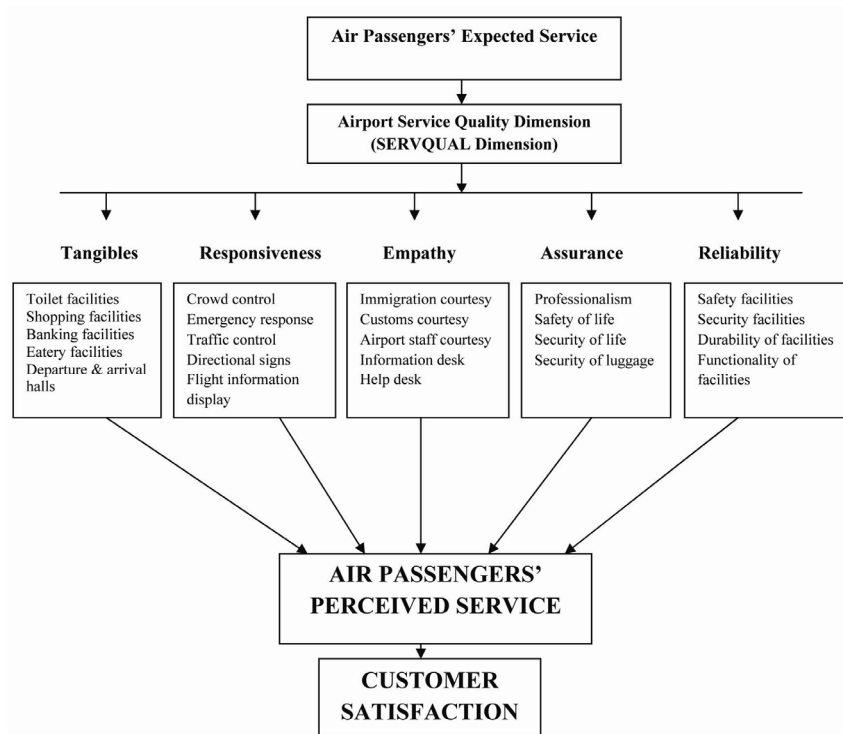 Air Passengers' Expected Service
Airport Service Quality Dimension
(SERVQUAL Dimension)
Tangibles
Responsiveness
Empathy
Assurance
Reliability
Toilet facilities
Shopping facilities
Banking facilities
Eatery facilities
Departure & arrival
halls
Crowd control
Emergency response
Traffic control
Directional signs
Flight information
display
Immigration courtesy
Customs courtesy
Airport staff courtesy
Information desk
Help desk
Professionalism
Safety of life
Security of life
Security of luggage
Safety facilities
Security facilities
Durability of facilities
Functionality of
facilities
AIR PASSENGERS'
PERCEIVED SERVICE
CUSTOMER
SATISFACTION